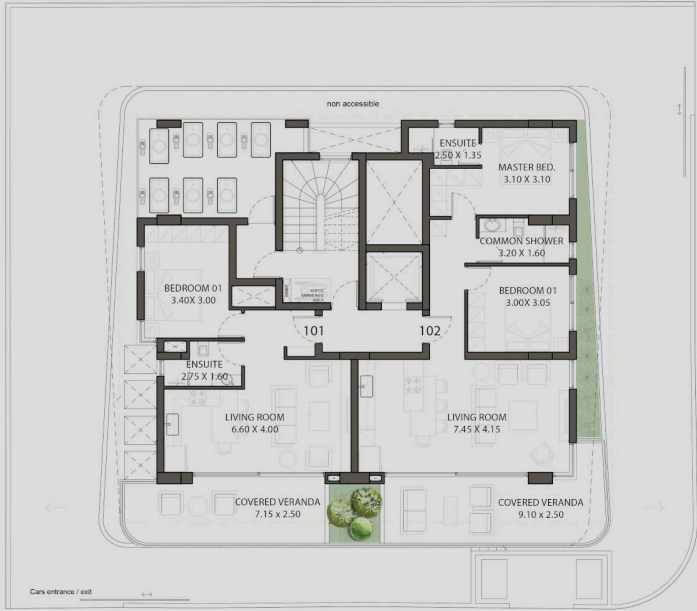 non accessible
ENSUITE
2.50 X 1.35
MASTER BED.
3.10 X 3.10
COMMON SHOWER
3.20 X 1.60
BEDROOM 01
3.40X 3.00
BEDROOM 01
3.00X 3.05
101
102
ENSUITE
2.75 X 1.60
LIVING ROOM
6.60 X 4.00
LIVING ROOM
7.45 X 4.15
COVERED VERANDA
7.15 x 2.50
COVERED VERANDA
9.10 x 2.50
Cars entrance / exit